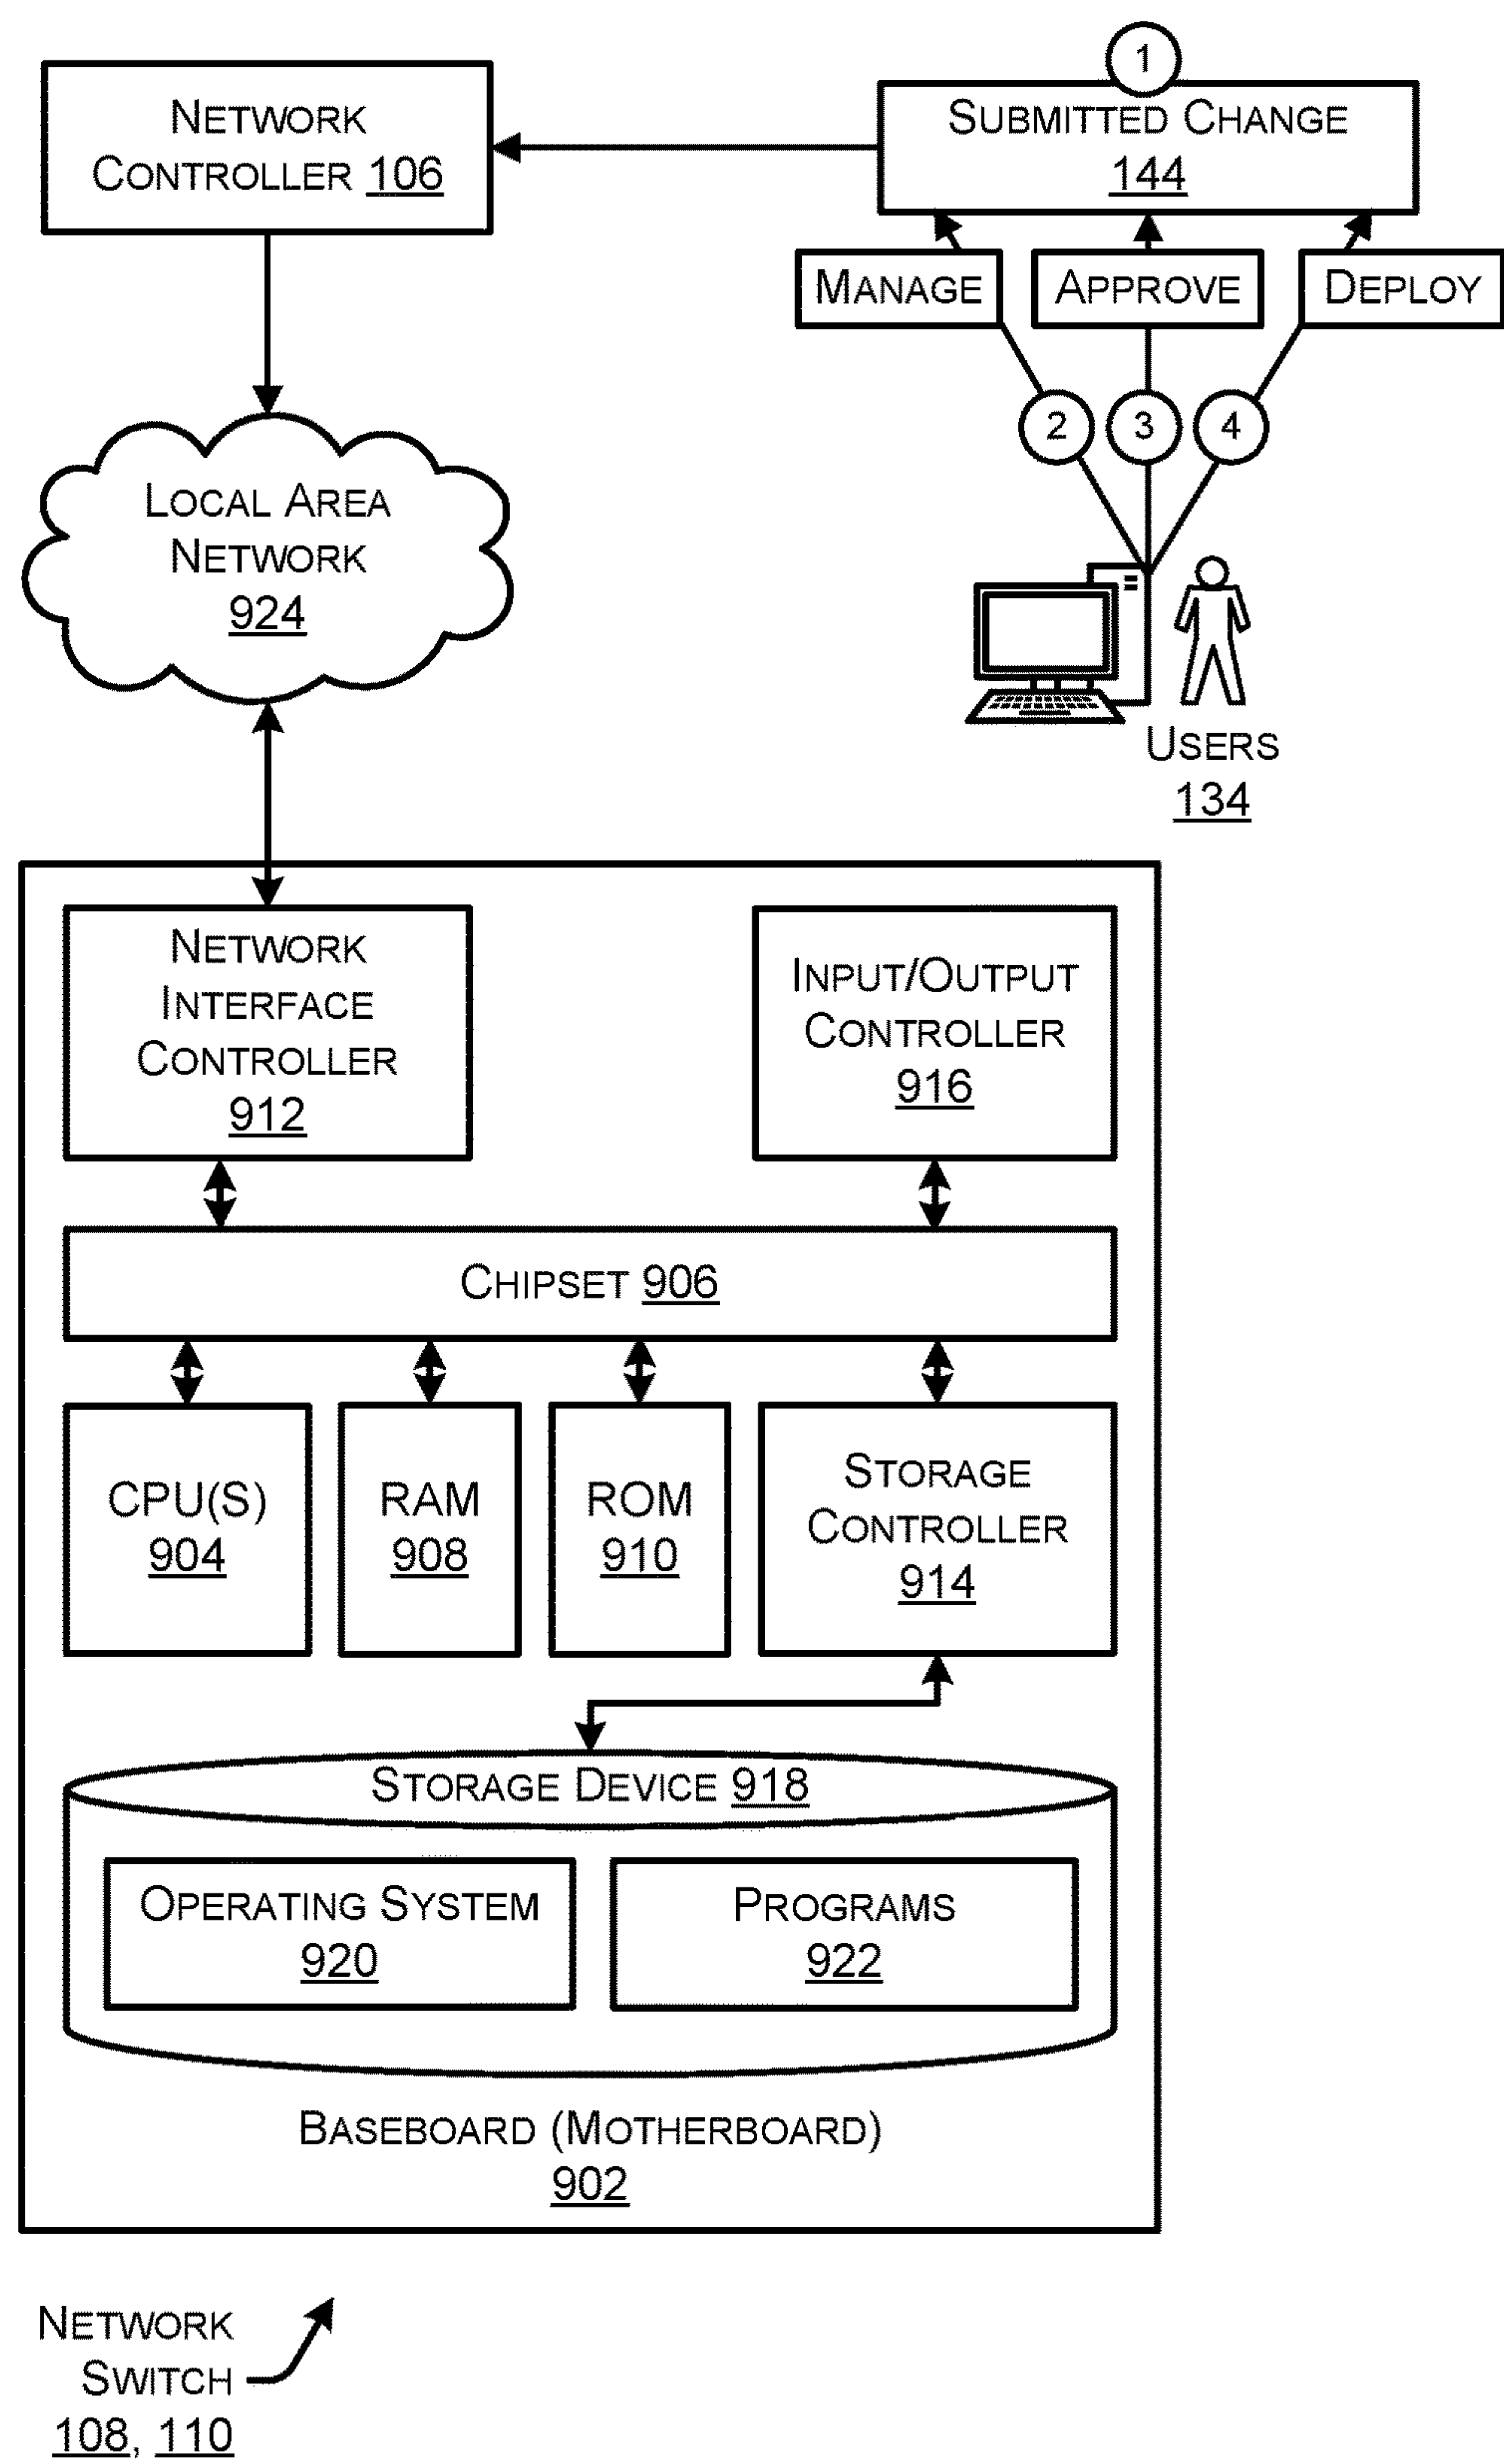 1
NETWORK
CONTROLLER 106
SUBMITTED CHANGE
144
MANAGE
APPROVE
DEPLOY
2
3
4
LOCAL AREA
NETWORK
924
USERS
134
NETWORK
INTERFACE
CONTROLLER
912
INPUT/OUTPUT
CONTROLLER
916
CHIPSET 906
CPU(S)
904
RAM
908
ROM
910
STORAGE
CONTROLLER
914
STORAGE DEVICE 918
OPERATING SYSTEM
920
PROGRAMS
922
BASEBOARD (MOTHERBOARD)
902
NETWORK
SWITCH
108, 110